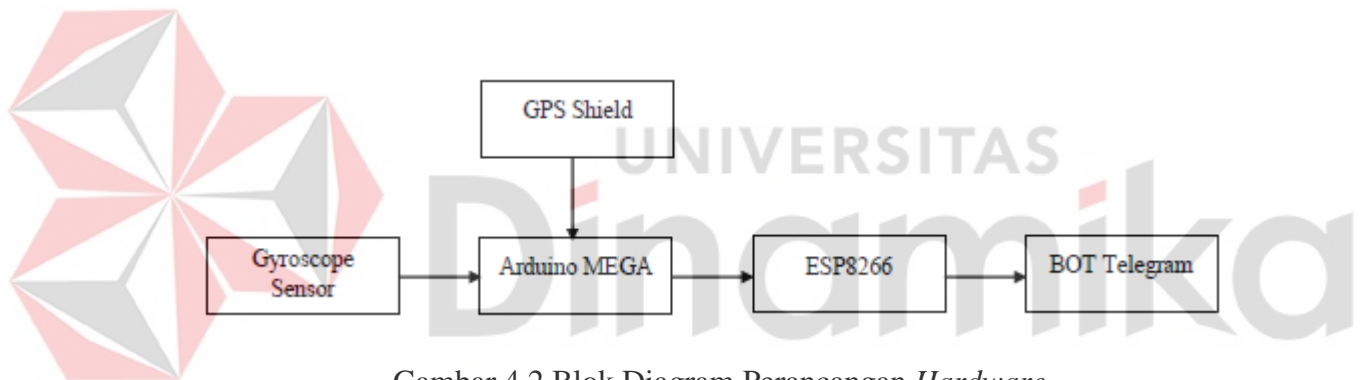 GPS Shield
UNIVERSITAS
Dinamika
Gyroscope
Sensor
Arduino MEGA
ESP8266
BOT Telegram
Gambar 4.2 Blok Diagram Perancangan Hardware